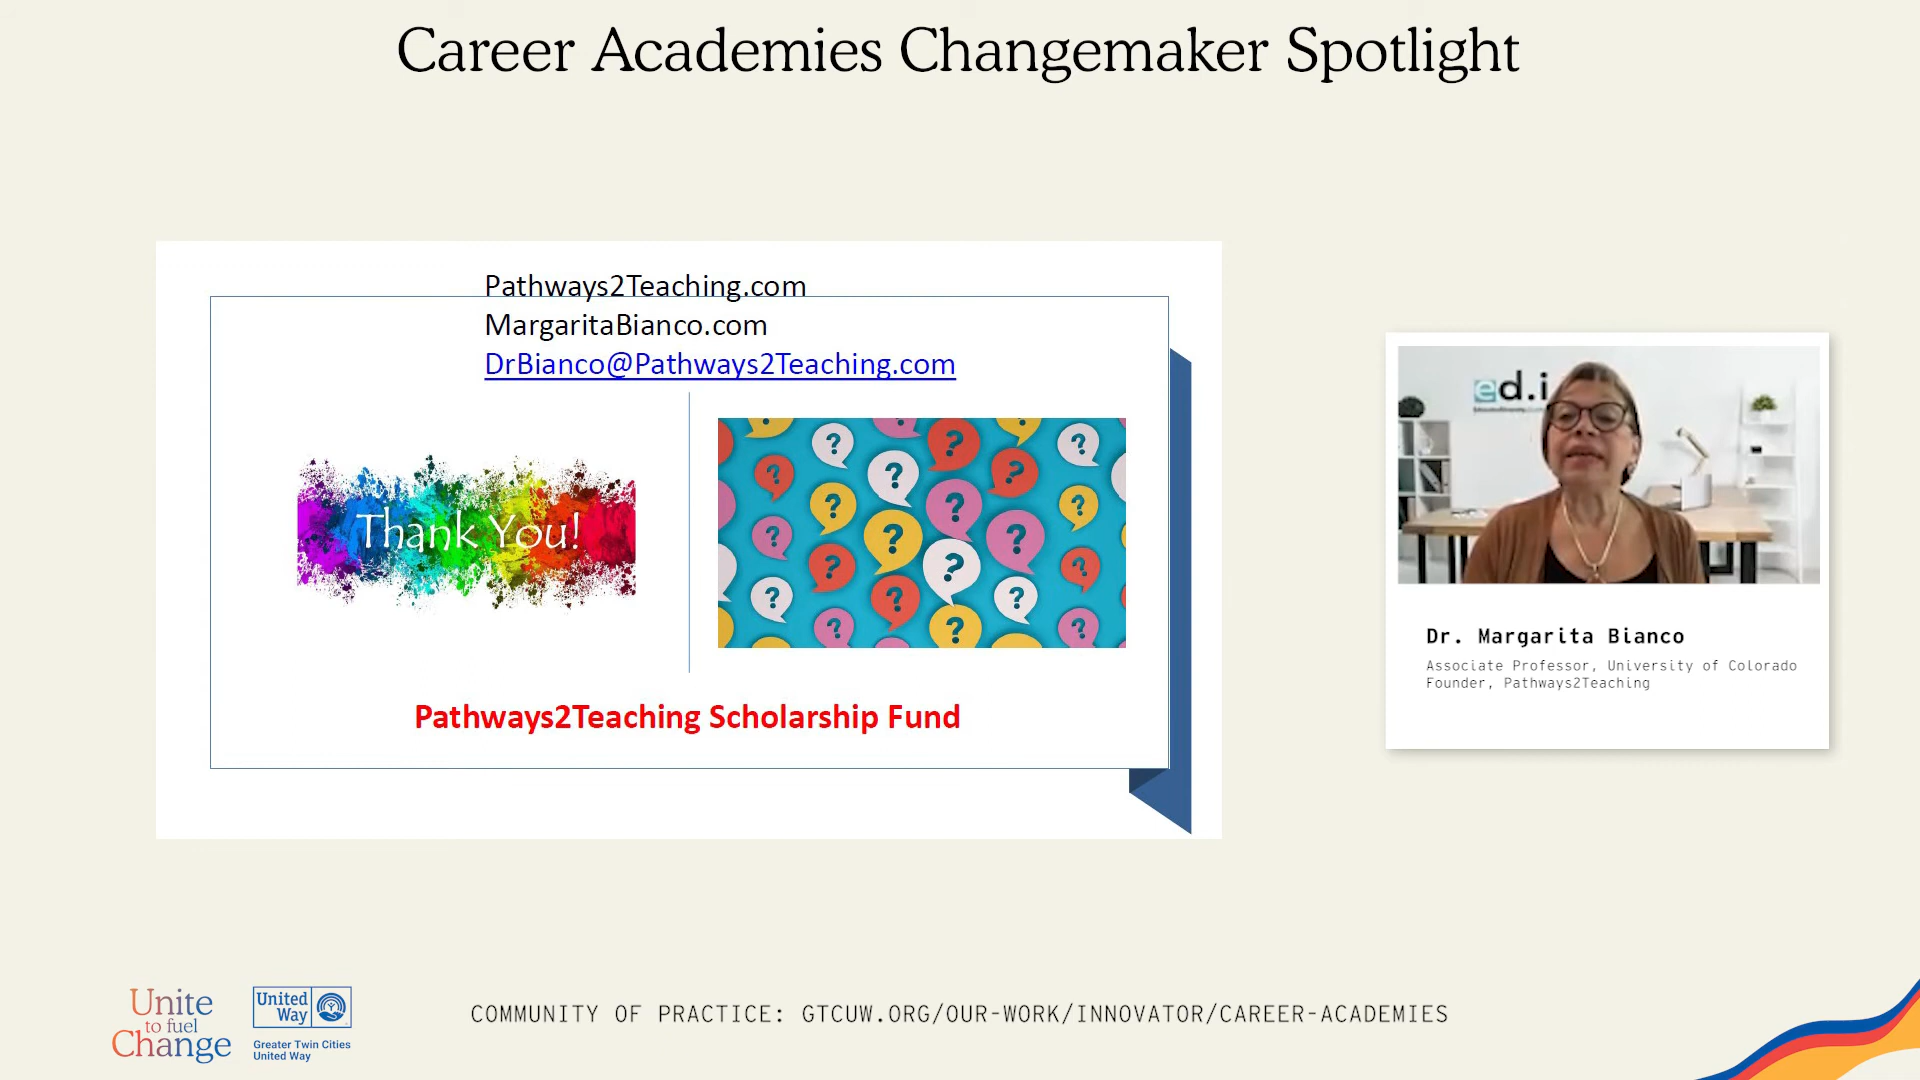 Career Academies Changemaker Spotlight
Pathways2Teaching.com
MargaritaBianco.com
DrBianco@Pathways2Teaching.com
Thank You!
? ? ? ? ? ? ? ? ? ? ? ? ? ? ? ? ? ? ? ? ? ?
Pathways2Teaching Scholarship Fund
ed.i
Dr. Margarita Bianco
Associate Professor, University of Colorado
Founder, Pathways2Teaching
Unite
to fuel
Change
United
Way
Greater Twin Cities
United Way
COMMUNITY OF PRACTICE: GTCUW.ORG/OUR-WORK/INNOVATOR/CAREER-ACADEMIES